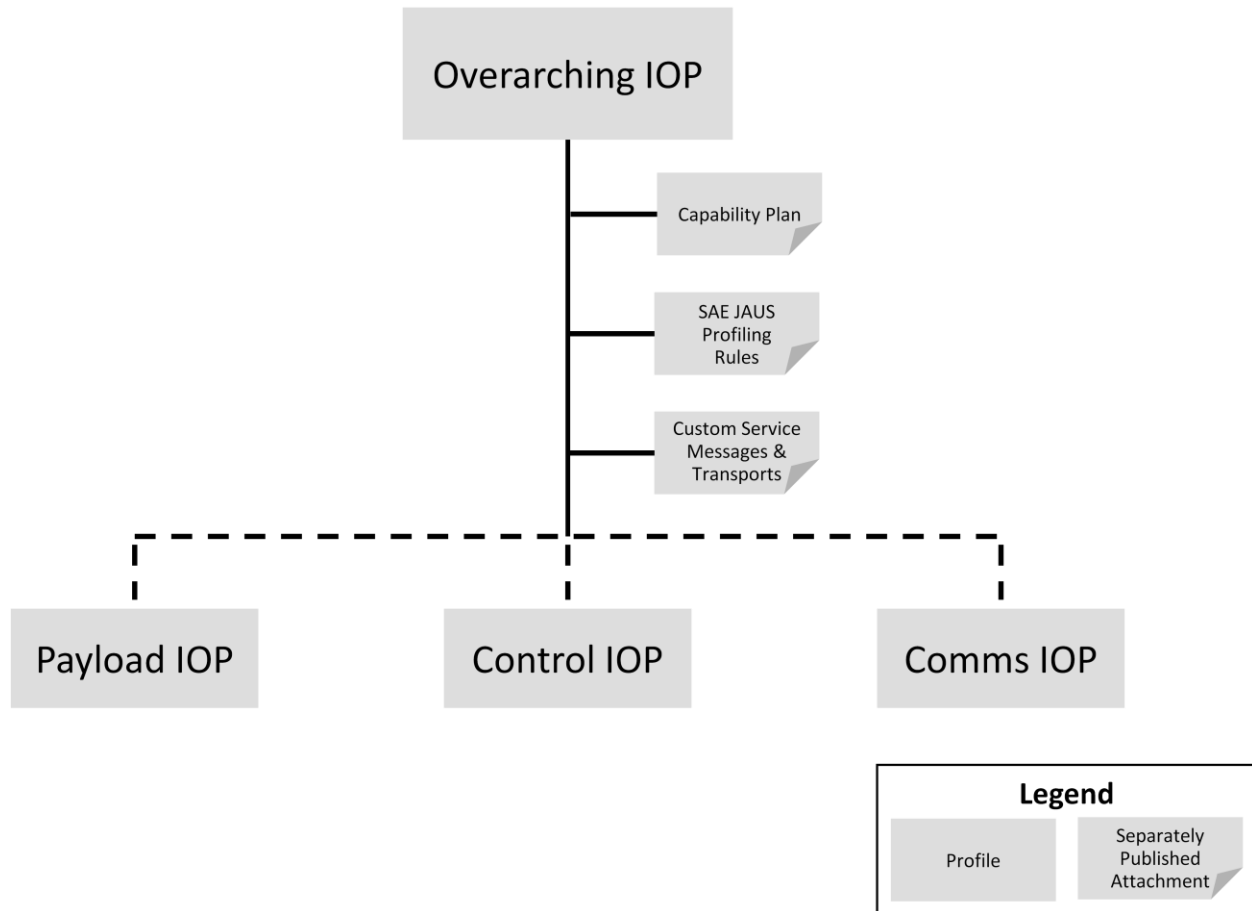 Overarching IOP
Capability Plan
SAE JAUS
Profiling
Rules
Custom Service
Messages &
Transports
Payload IOP
Control IOP
Comms IOP
Legend
Profile
Separately
Published
Attachment